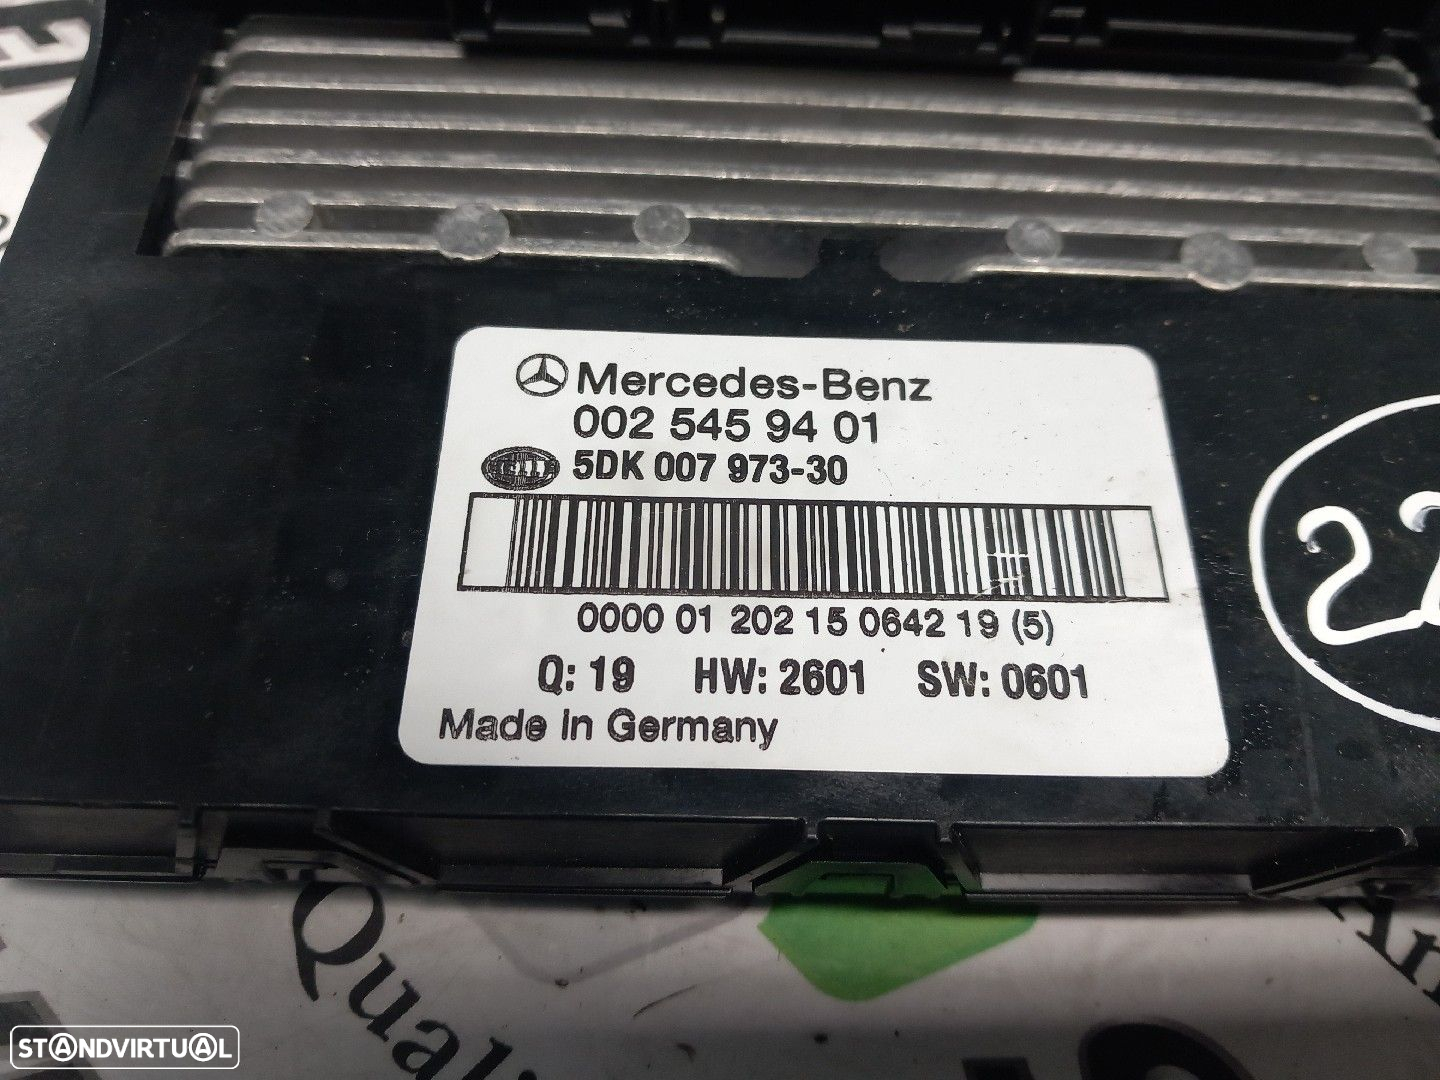 Mercedes-Benz
002 545 94 01
HELLA 5DK 007 973-30
0000 01 202 15 0642 19 (5)
Q: 19 HW: 2601 SW: 0601
Made in Germany
STANDVIRTUAL